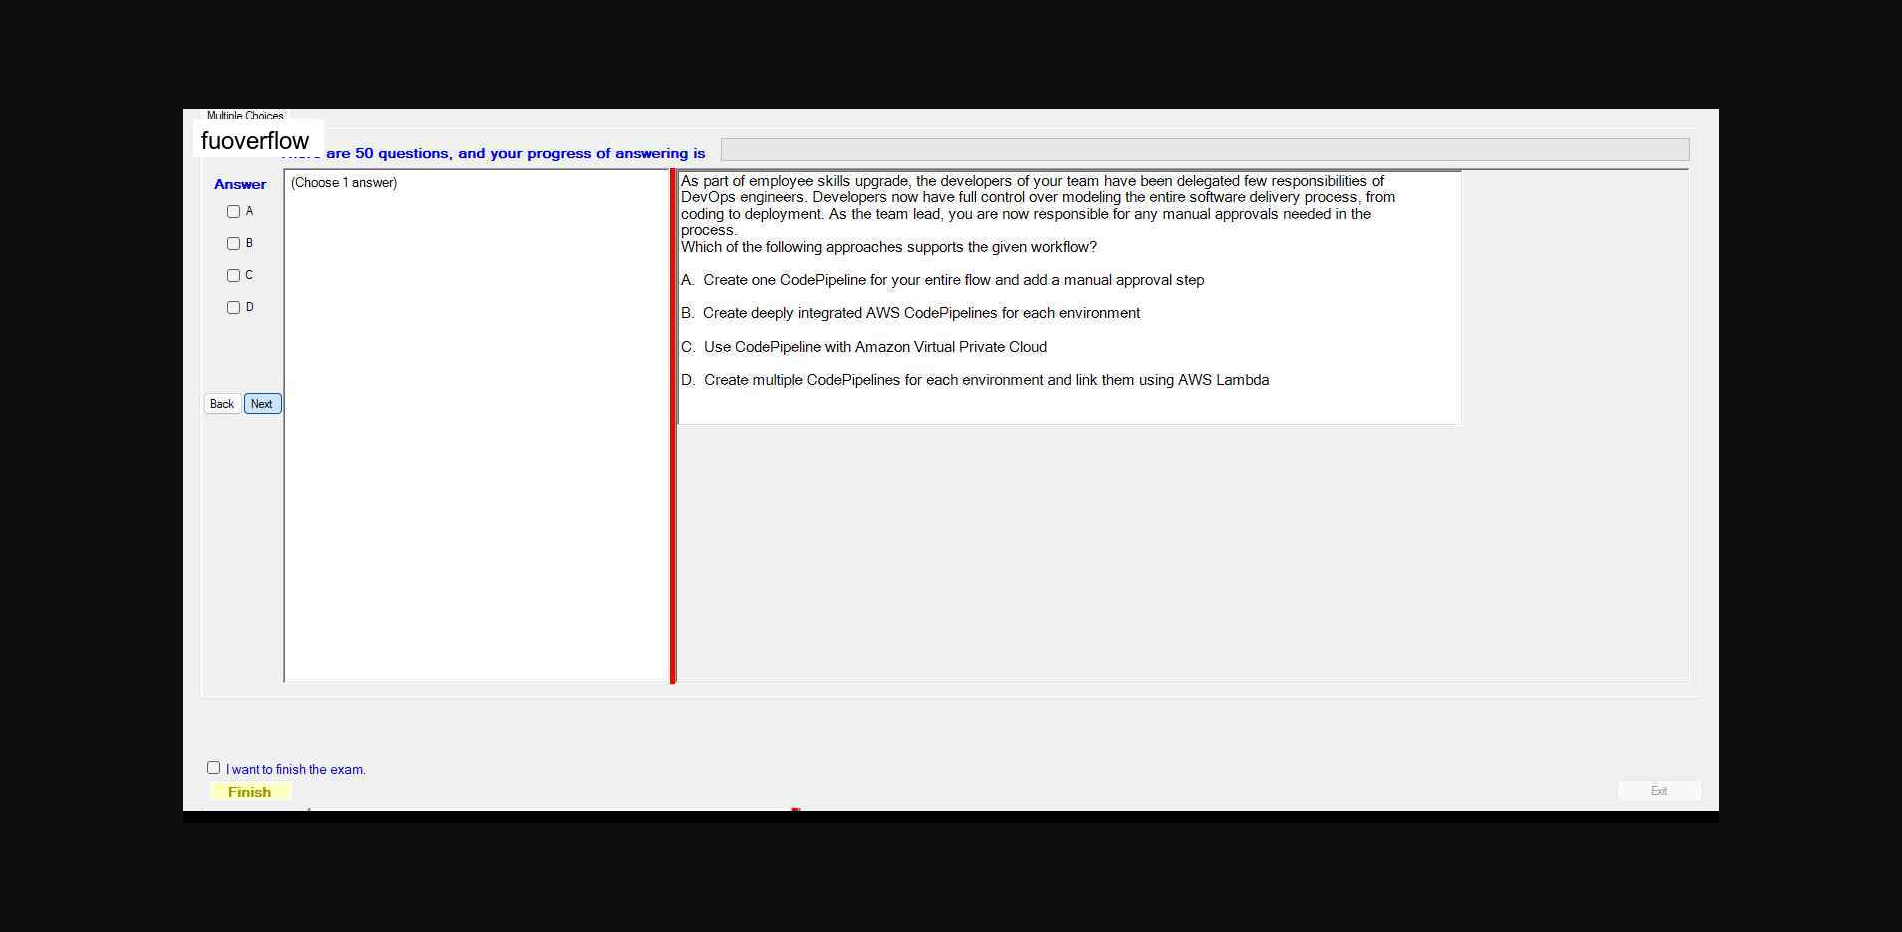 Multiple Choices
fuoverflow
are 50 questions, and your progress of answering is
Answer
(Choose 1 answer)
A
B
C
D
Back
Next
As part of employee skills upgrade, the developers of your team have been delegated few responsibilities of
DevOps engineers. Developers now have full control over modeling the entire software delivery process, from
coding to deployment. As the team lead, you are now responsible for any manual approvals needed in the
process.
Which of the following approaches supports the given workflow?
A. Create one CodePipeline for your entire flow and add a manual approval step
B. Create deeply integrated AWS CodePipelines for each environment
C. Use CodePipeline with Amazon Virtual Private Cloud
D. Create multiple CodePipelines for each environment and link them using AWS Lambda
I want to finish the exam.
Finish
Exit